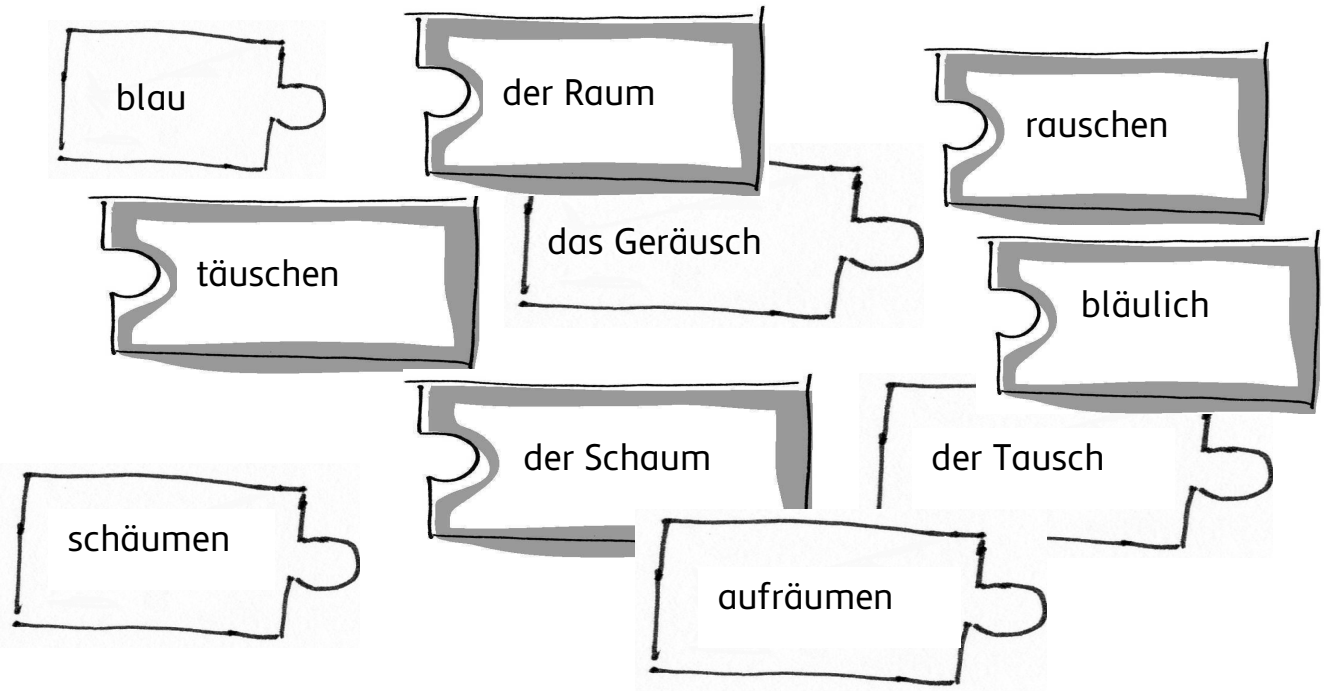 blau
der Raum
rauschen
das Geräusch
täuschen
bläulich
der Schaum
der Tausch
schäumen
aufräumen